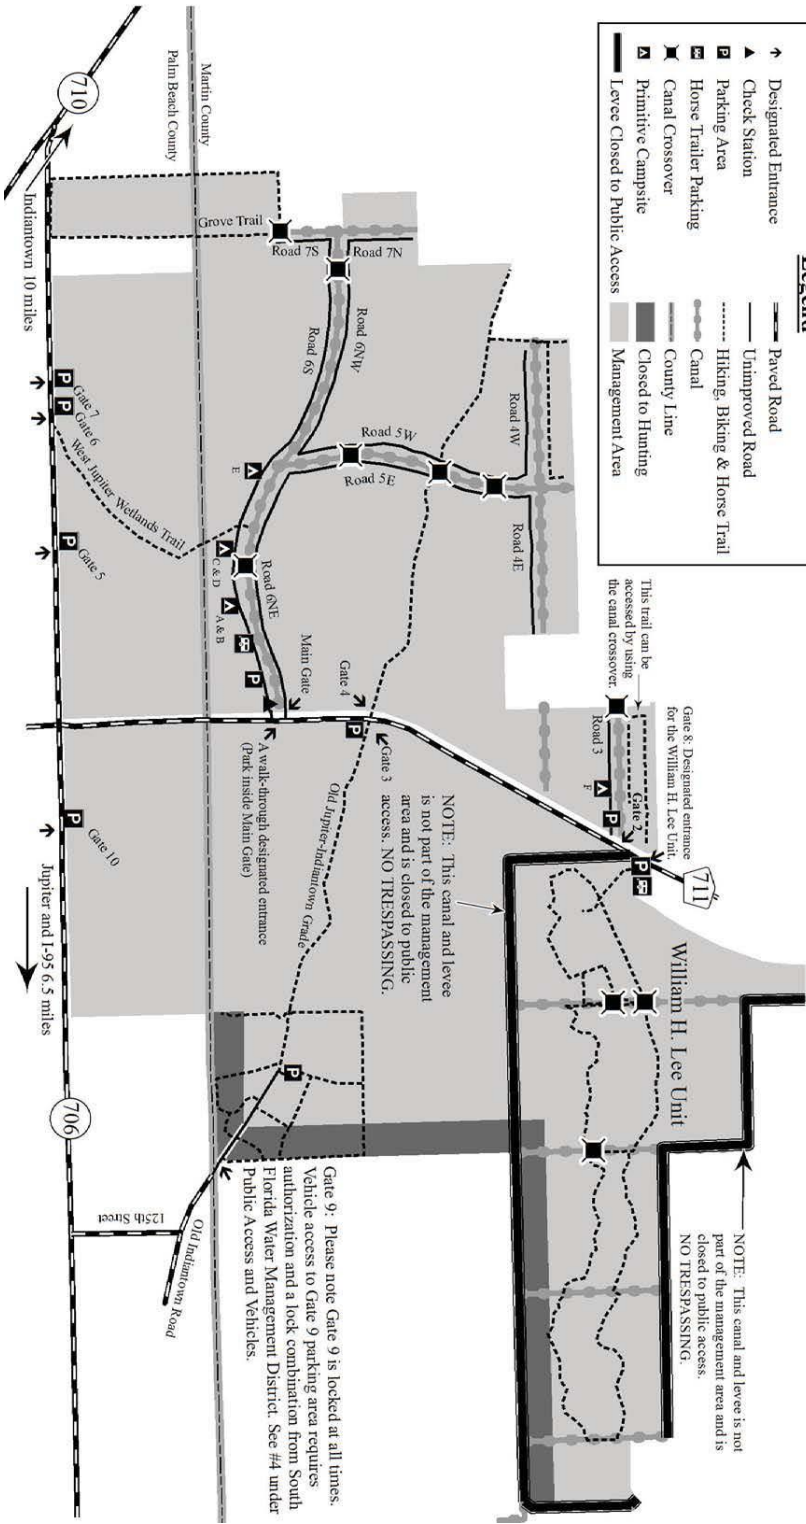 Legend
Designated Entrance
Check Station
Parking Area
Horse Trailer Parking
Canal Crossover
Primitive Campsite
Levee Closed to Public Access
Paved Road
Unimproved Road
Hiking, Biking & Horse Trail
Canal
County Line
Closed to Hunting
Management Area
This trail can be
accessed by using
the canal crossover.
Gate 8: Designated entrance
for the William H. Lee Unit.
711
Road 3
F
Gate 2
William H. Lee Unit
NOTE: This canal and levee is not
part of the management area and is
closed to public access.
NO TRESPASSING.
NOTE: This canal and levee
is not part of the management
area and is closed to public
access. NO TRESPASSING.
Road 4W
Road 4E
Road 5W
Road 5E
Road 7N
Road 7S
Grove Trail
Road 6NW
Road 6S
E
Road 6NE
C & D
A & B
Main Gate
Gate 4
Gate 3
Old Jupiter-Indiantown Grade
A walk-through designated entrance
(Park inside Main Gate)
Gate 9: Please note Gate 9 is locked at all times.
Vehicle access to Gate 9 parking area requires
authorization and a lock combination from South
Florida Water Management District. See #4 under
Public Access and Vehicles.
Martin County
Palm Beach County
West Jupiter Wetlands Trail
Gate 7
Gate 6
Gate 5
Gate 10
Old Indiantown Road
125th Street
710
Indiantown 10 miles
Jupiter and I-95 6.5 miles
706